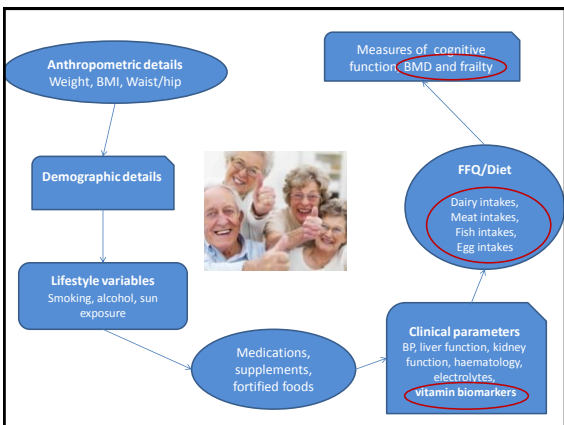 Anthropometric details
Weight, BMI, Waist/hip
Demographic details
Lifestyle variables
Smoking, alcohol, sun
exposure
Medications,
supplements,
fortified foods
Clinical parameters
BP, liver function, kidney
function, haematology,
electrolytes,
vitamin biomarkers
FFQ/Diet
Dairy intakes,
Meat intakes,
Fish intakes,
Egg intakes
Measures of cognitive
function, BMD and frailty